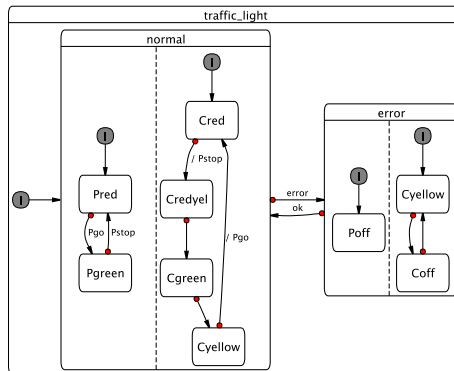 traffic_light
normal
I
Cred
error
I
/ Pstop
I
Pred
Credyel
I
error
I
Cyellow
ok
Pgo
Pstop
/ Pgo
Poff
Pgreen
Cgreen
Coff
Cyellow